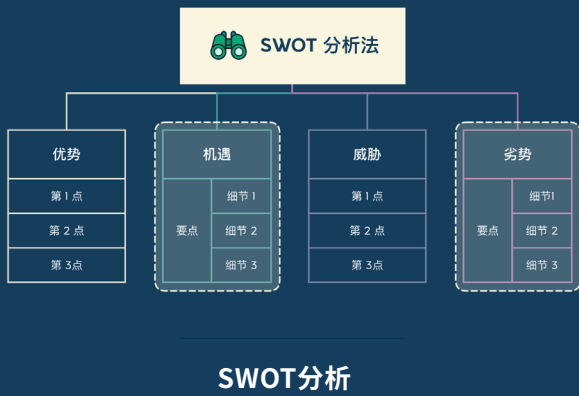 SWOT 分析法
优势
第 1 点
第 2 点
第 3点
机遇
要点
细节 1
细节 2
细节 3
威胁
第 1 点
第 2 点
第 3点
劣势
要点
细节1
细节 2
细节 3
SWOT分析